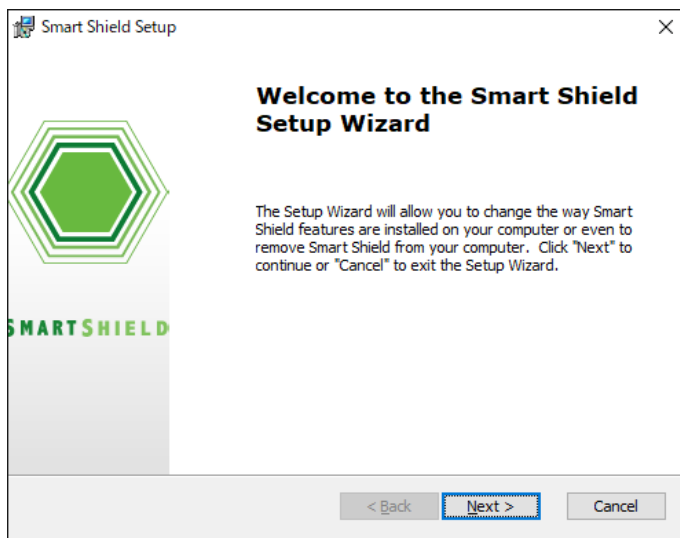 Smart Shield Setup
Welcome to the Smart Shield
Setup Wizard
The Setup Wizard will allow you to change the way Smart
Shield features are installed on your computer or even to
remove Smart Shield from your computer.  Click "Next" to
continue or "Cancel" to exit the Setup Wizard.
SMARTSHIELD
< Back
Next >
Cancel